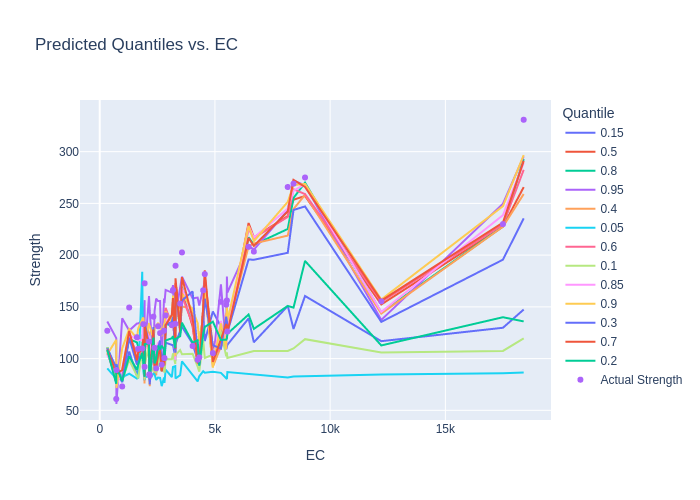 Predicted Quantiles vs. EC
Quantile
0.15
0.5
0.8
0.95
0.4
0.05
0.6
0.1
0.85
0.9
0.3
0.7
0.2
Actual Strength
Strength
300
250
200
150
100
50
0
5k
10k
15k
EC